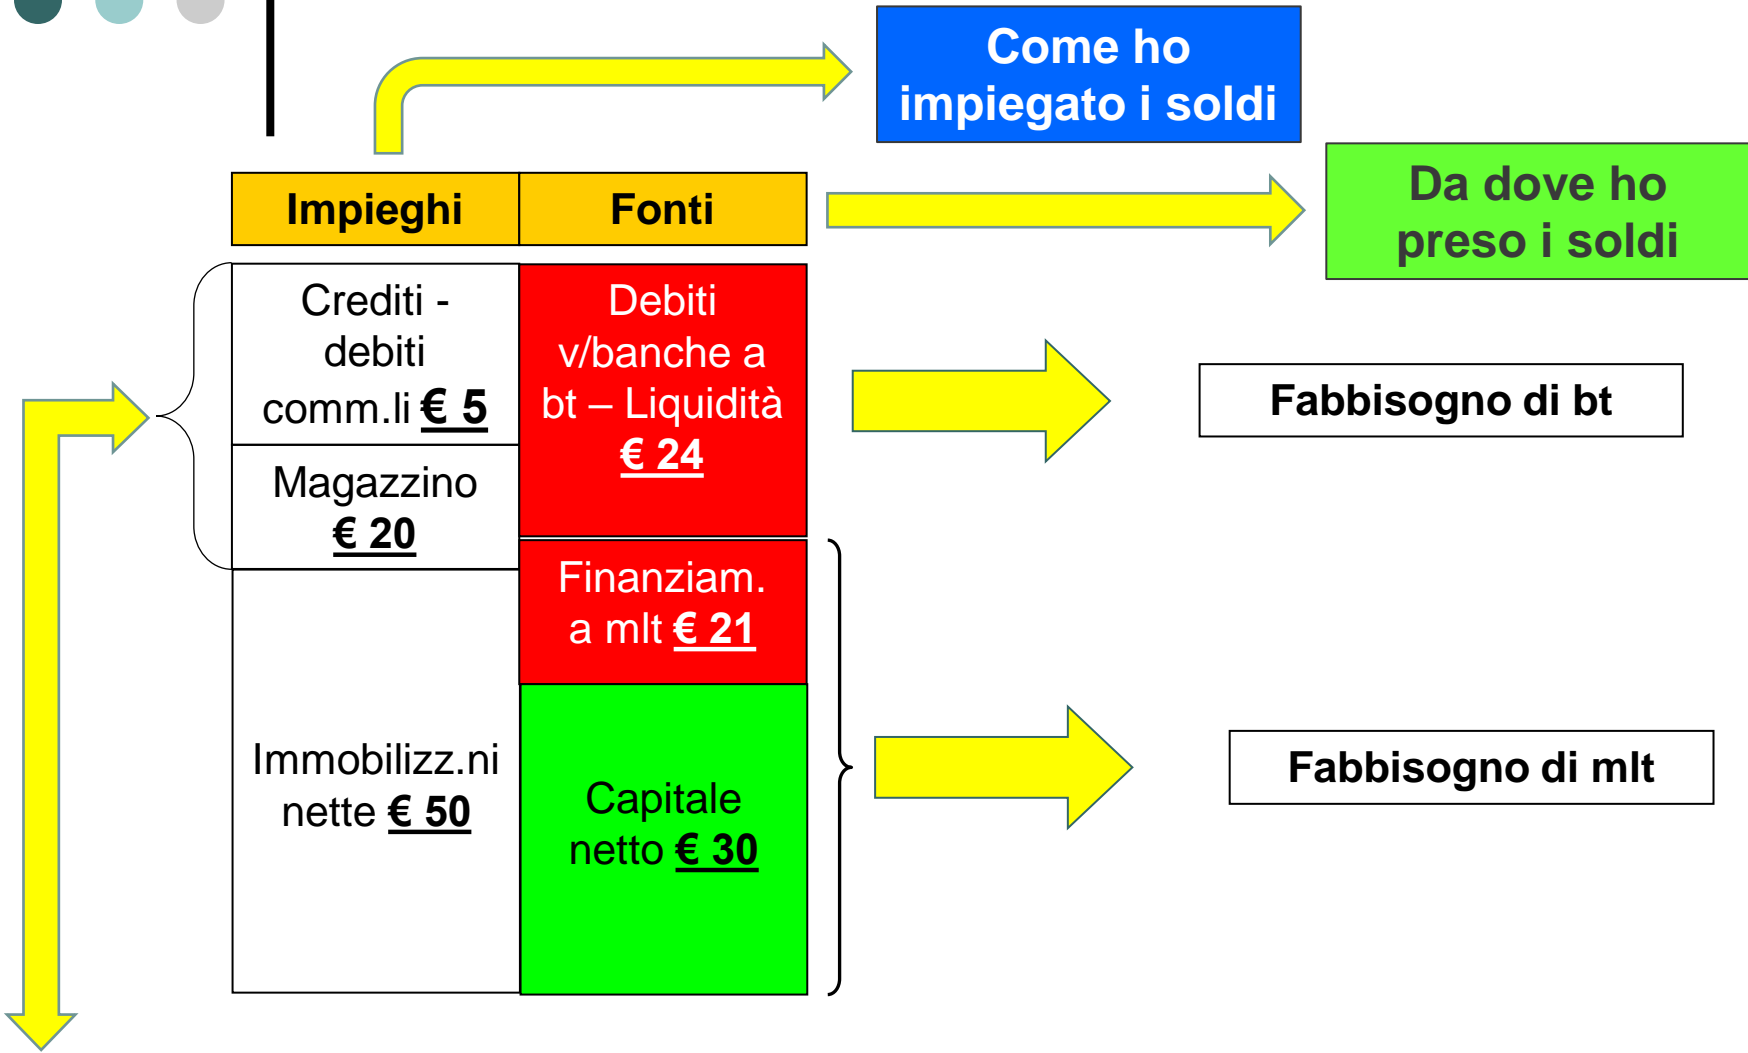 Come ho
impiegato i soldi
Da dove ho
preso i soldi
Impieghi
Fonti
Crediti -
debiti
comm.li € 5
Debiti
v/banche a
bt – Liquidità
€ 24
Fabbisogno di bt
Magazzino
€ 20
Finanziam.
a mlt € 21
Immobilizz.ni
nette € 50
Capitale
netto € 30
Fabbisogno di mlt